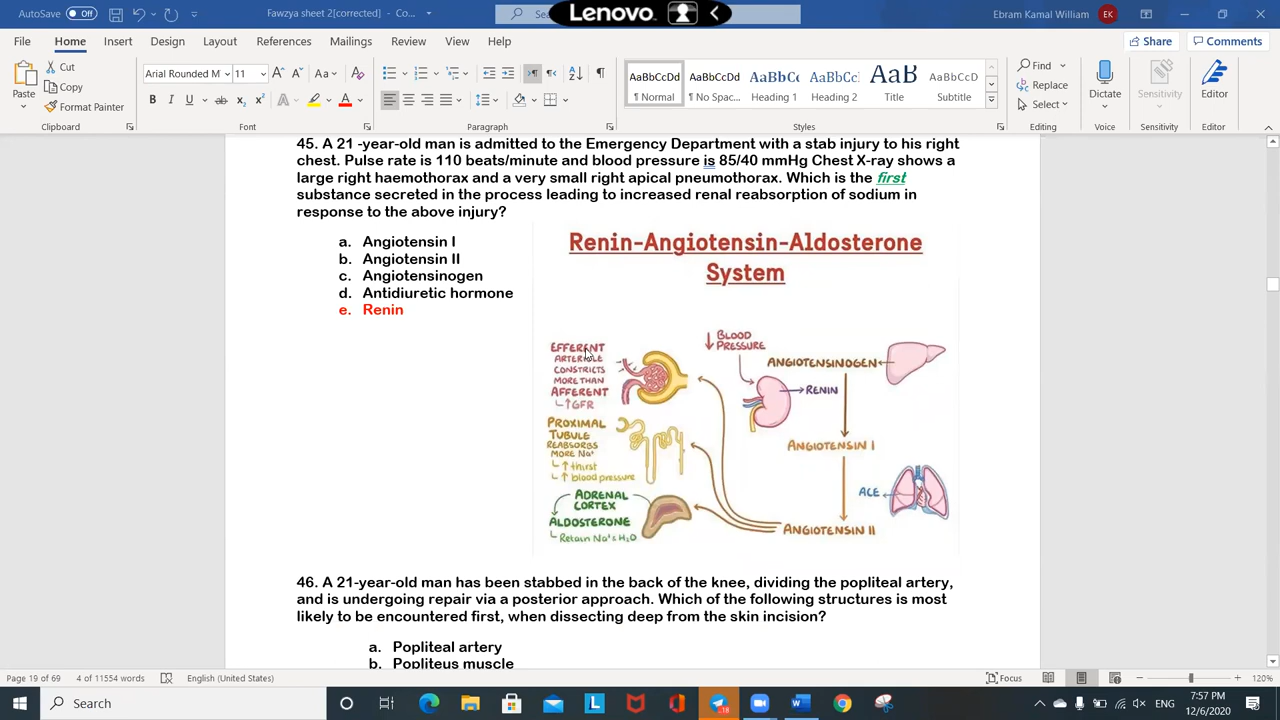 Lenovo
AutoSave Off
Ebram Kamal William EK
File Home Insert Design Layout References Mailings Review View Help
Share Comments
Paste
Cut
Copy
Format Painter
Clipboard
Arial Rounded M 11
Font
Paragraph
AaBbCcDd AaBbCcDd AaBbCc AaBbCc AaB AaBbCcD
¶ Normal ¶ No Spac... Heading 1 Heading 2 Title Subtitle
Styles
Find
Replace
Select
Editing
Dictate
Voice
Sensitivity
Sensitivity
Editor
Editor
45. A 21 -year-old man is admitted to the Emergency Department with a stab injury to his right
chest. Pulse rate is 110 beats/minute and blood pressure is 85/40 mmHg Chest X-ray shows a
large right haemothorax and a very small right apical pneumothorax. Which is the first
substance secreted in the process leading to increased renal reabsorption of sodium in
response to the above injury?
a. Angiotensin I
b. Angiotensin II
c. Angiotensinogen
d. Antidiuretic hormone
e. Renin
Renin-Angiotensin-Aldosterone
System
EFFERENT
ARTERIOLE
CONSTRICTS
MORE THAN
AFFERENT
↑GFR
PROXIMAL
TUBULE
REABSORBS
MORE Na⁺
↑ thirst
↑ blood pressure
ADRENAL
CORTEX
ALDOSTERONE
Retain Na⁺ & H₂O
↓ BLOOD
PRESSURE
RENIN
ANGIOTENSINOGEN
ANGIOTENSIN I
ACE
ANGIOTENSIN II
46. A 21-year-old man has been stabbed in the back of the knee, dividing the popliteal artery,
and is undergoing repair via a posterior approach. Which of the following structures is most
likely to be encountered first, when dissecting deep from the skin incision?
a. Popliteal artery
b. Popliteus muscle
Page 19 of 69 4 of 11554 words English (United States) Focus 120%
Search
18
7:57 PM
ENG
12/6/2020